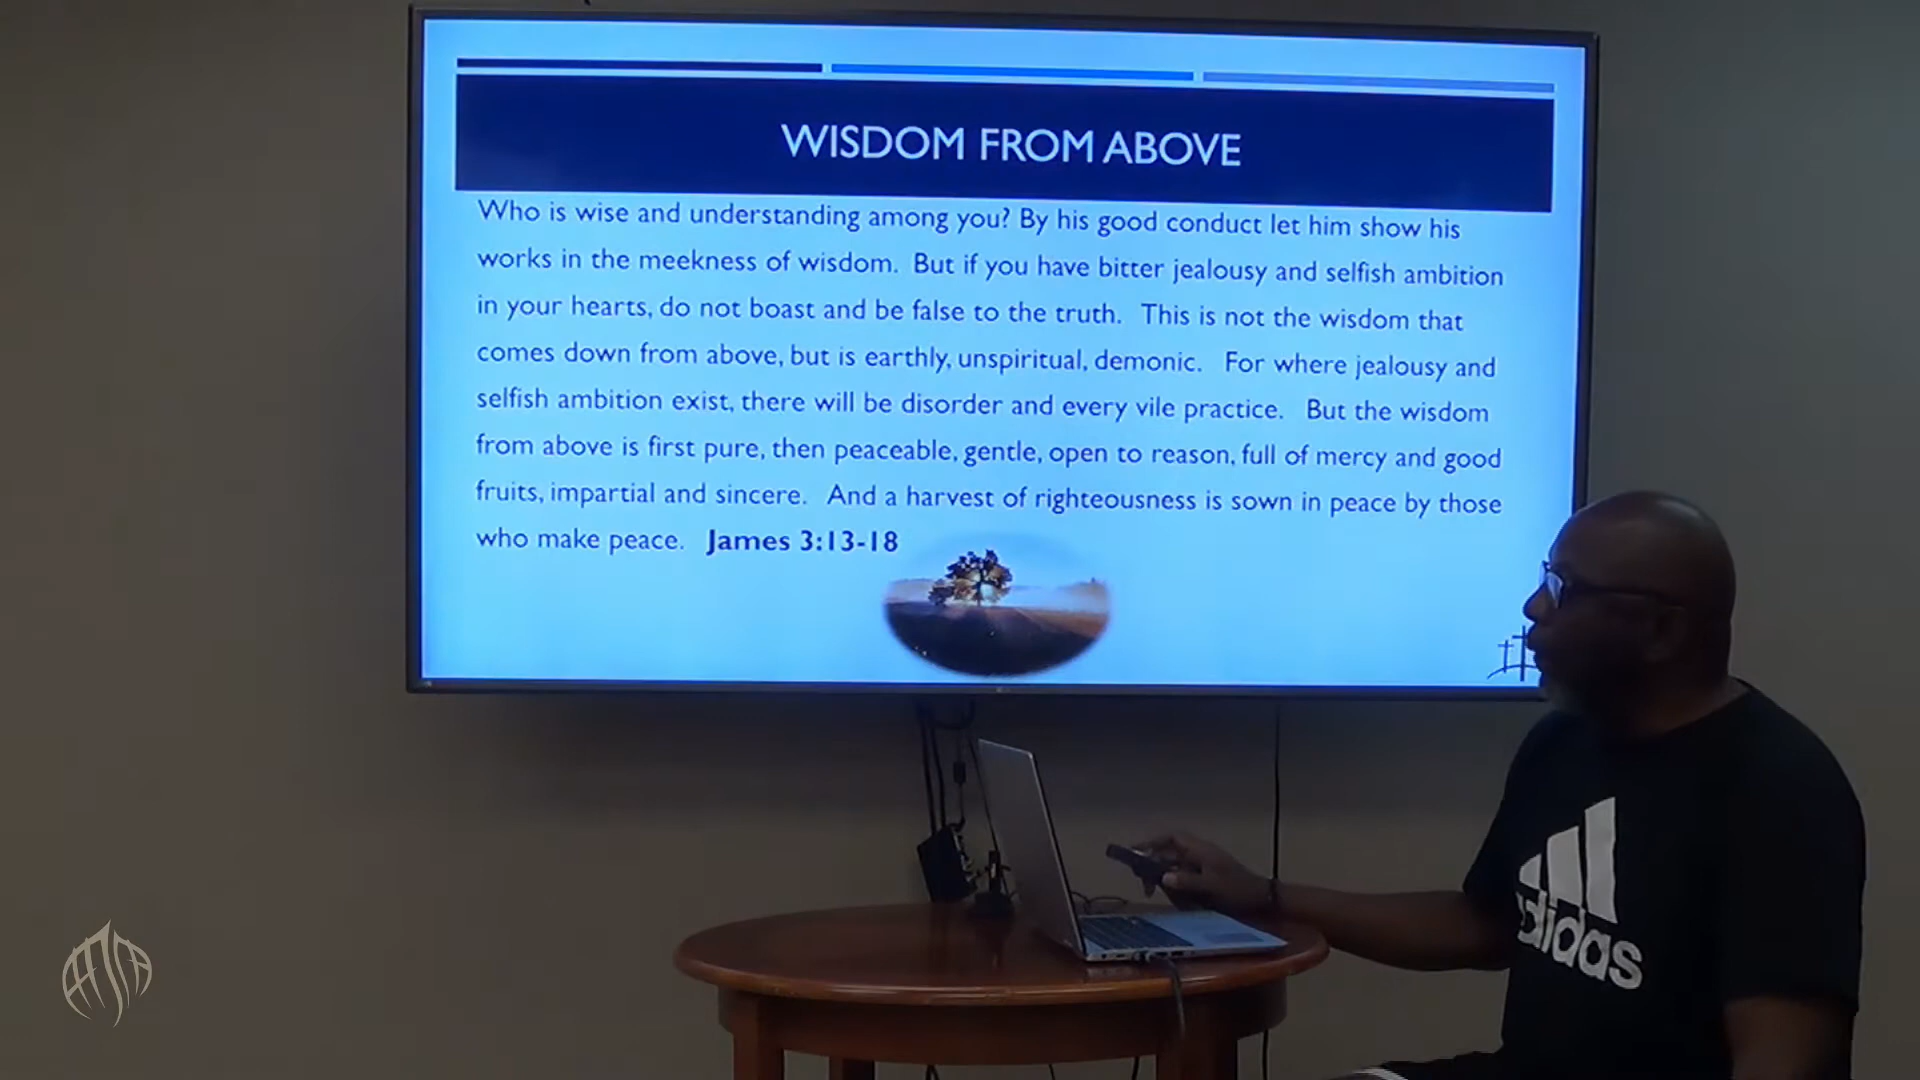 WISDOM FROM ABOVE
Who is wise and understanding among you? By his good conduct let him show his
works in the meekness of wisdom. But if you have bitter jealousy and selfish ambition
in your hearts, do not boast and be false to the truth. This is not the wisdom that
comes down from above, but is earthly, unspiritual, demonic. For where jealousy and
selfish ambition exist, there will be disorder and every vile practice. But the wisdom
from above is first pure, then peaceable, gentle, open to reason, full of mercy and good
fruits, impartial and sincere. And a harvest of righteousness is sown in peace by those
who make peace. James 3:13-18
adidas